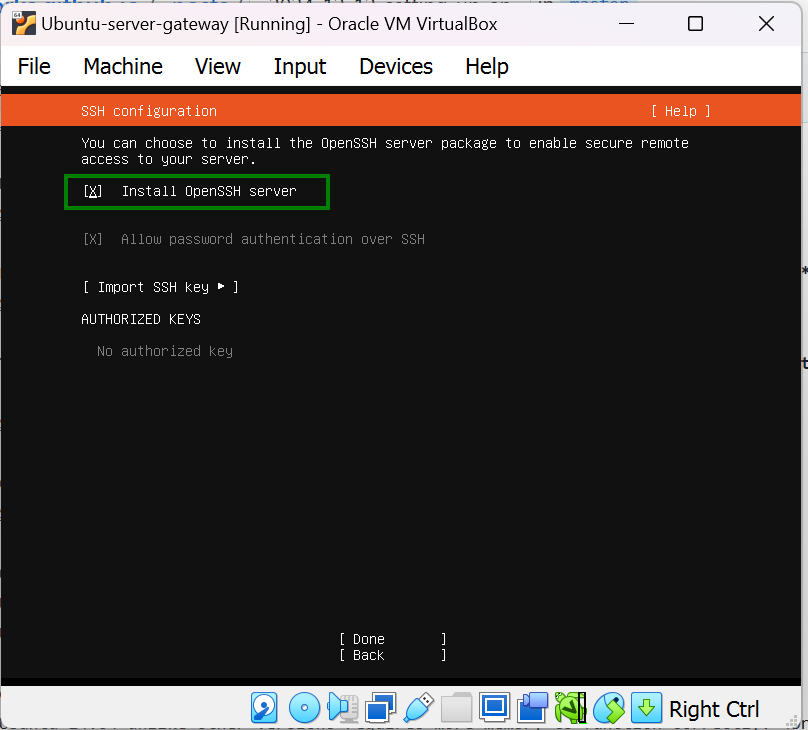 Ubuntu-server-gateway [Running] - Oracle VM VirtualBox
File Machine View Input Devices Help
SSH configuration [ Help ]
You can choose to install the OpenSSH server package to enable secure remote
access to your server.
[X] Install OpenSSH server
[X] Allow password authentication over SSH
[ Import SSH key ▸ ]
AUTHORIZED KEYS
No authorized key
[ Done ]
[ Back ]
Right Ctrl